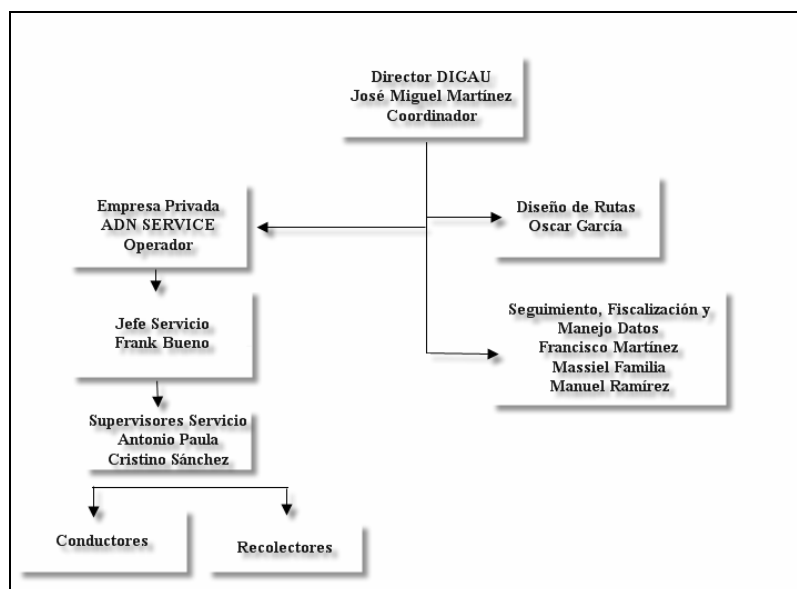 Director DIGAU
José Miguel Martínez
Coordinador
Empresa Privada
ADN SERVICE
Operador
Diseño de Rutas
Oscar García
Jefe Servicio
Frank Bueno
Seguimiento, Fiscalización y
Manejo Datos
Francisco Martínez
Massiel Familia
Manuel Ramírez
Supervisores Servicio
Antonio Paula
Cristino Sánchez
Conductores
Recolectores